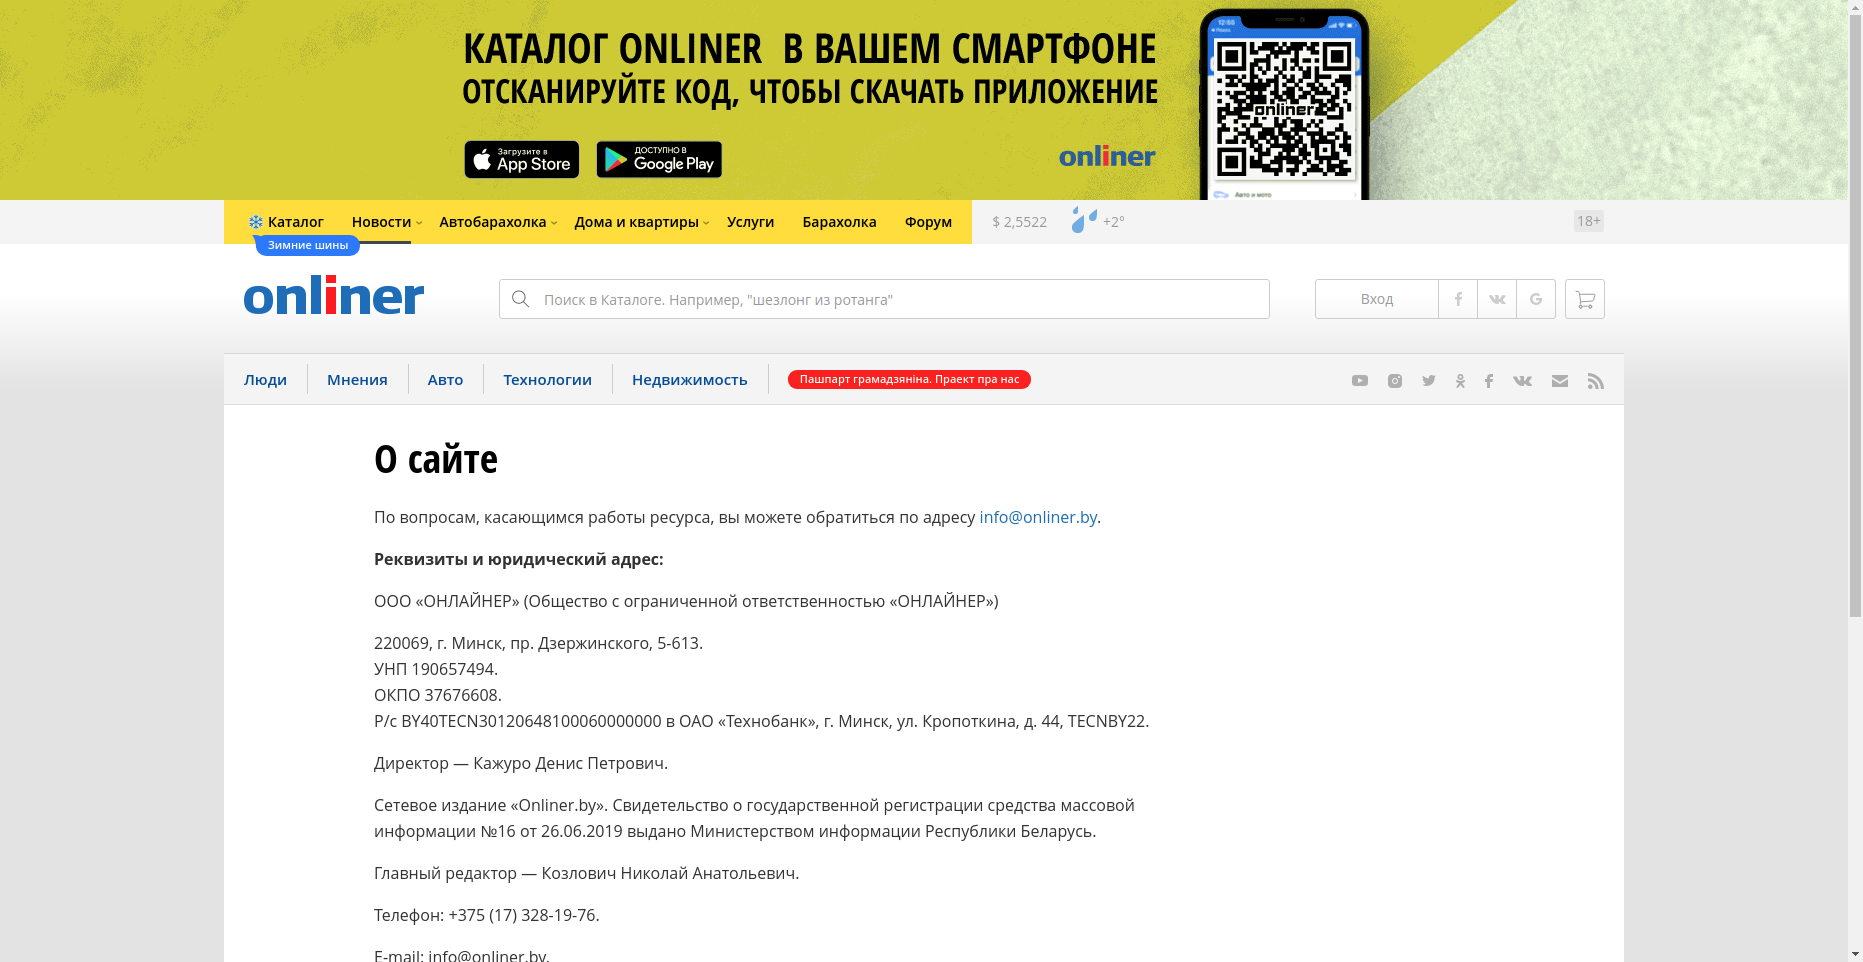 КАТАЛОГ ONLINER В ВАШЕМ СМАРТФОНЕ
ОТСКАНИРУЙТЕ КОД, ЧТОБЫ СКАЧАТЬ ПРИЛОЖЕНИЕ
Загрузите в
App Store
ДОСТУПНО В
Google Play
onliner
12:55
onliner
Авто и мото
Каталог Новости Автобарахолка Дома и квартиры Услуги Барахолка Форум $ 2,5522 +2° 18+
Зимние шины
onliner
Поиск в Каталоге. Например, "шезлонг из ротанга"
Вход
Люди Мнения Авто Технологии Недвижимость Пашпарт грамадзяніна. Праект пра нас
О сайте
По вопросам, касающимся работы ресурса, вы можете обратиться по адресу info@onliner.by.
Реквизиты и юридический адрес:
ООО «ОНЛАЙНЕР» (Общество с ограниченной ответственностью «ОНЛАЙНЕР»)
220069, г. Минск, пр. Дзержинского, 5-613.
УНП 190657494.
ОКПО 37676608.
Р/с BY40TECN30120648100060000000 в ОАО «Технобанк», г. Минск, ул. Кропоткина, д. 44, TECNBY22.
Директор — Кажуро Денис Петрович.
Сетевое издание «Onliner.by». Свидетельство о государственной регистрации средства массовой
информации №16 от 26.06.2019 выдано Министерством информации Республики Беларусь.
Главный редактор — Козлович Николай Анатольевич.
Телефон: +375 (17) 328-19-76.
E-mail: info@onliner.by.